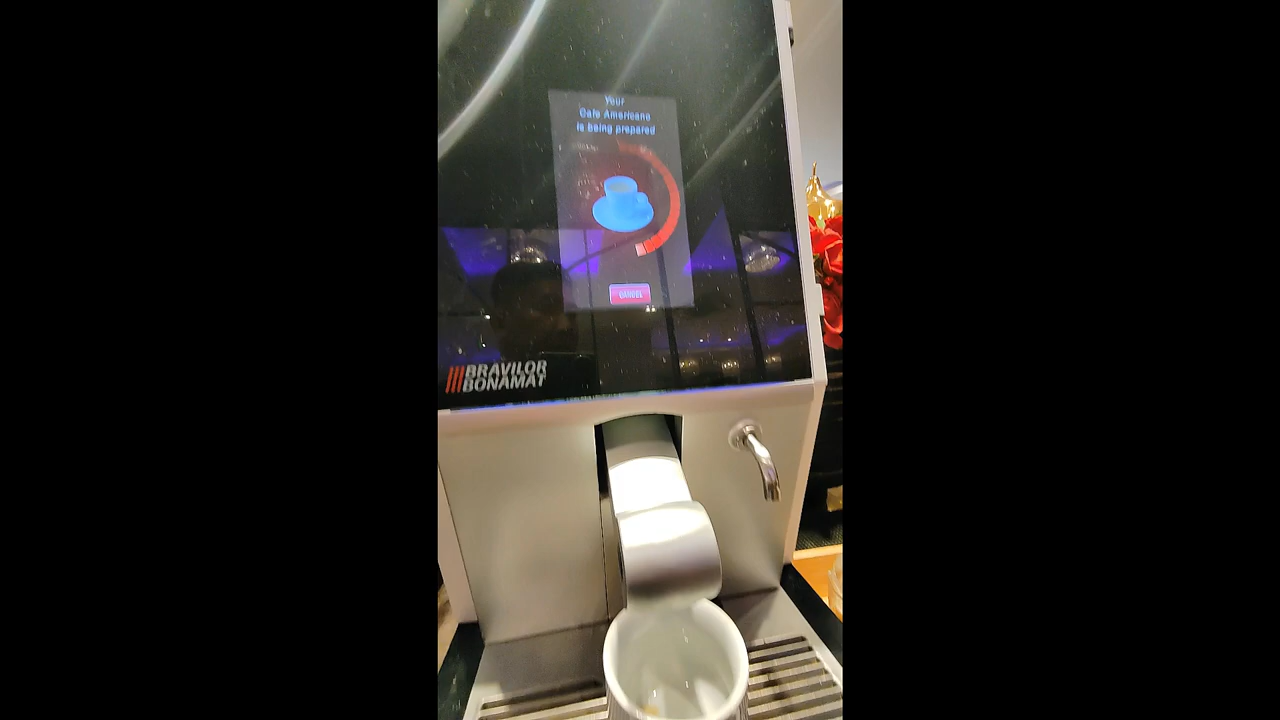 Your
Cafe Americano
is being prepared
CANCEL
BRAVILOR
BONAMAT